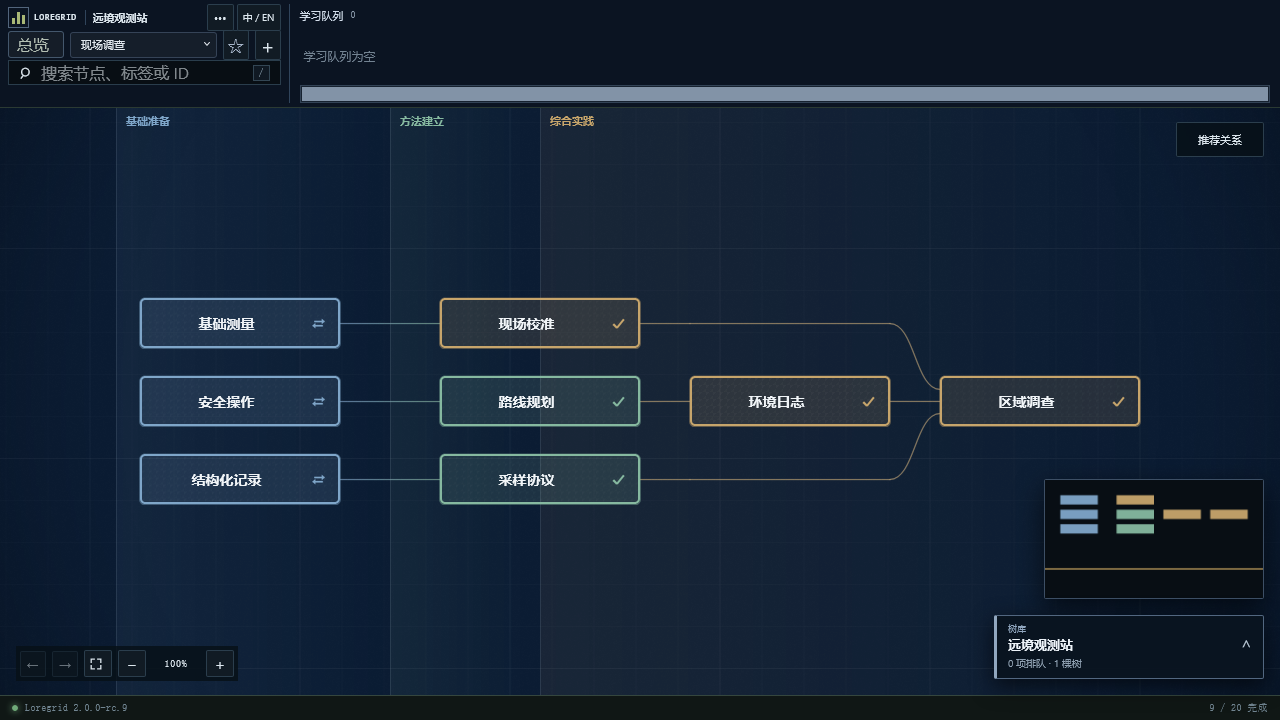 LOREGRID 远境观测站 ••• 中 / EN
总览 现场调查 ☆ +
搜索节点、标签或 ID /
学习队列 0
学习队列为空
基础准备 方法建立 综合实践
推荐关系
基础测量 现场校准
安全操作 路线规划 环境日志 区域调查
结构化记录 采样协议
树库
远境观测站
0 项排队 · 1 棵树
← → − 100% +
Loregrid 2.0.0-rc.9
9 / 20 完成